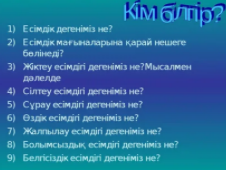 Кім білгір?
1) Есімдік дегеніміз не?
2) Есімдік мағыналарына қарай нешеге
бөлінеді?
3) Жіктеу есімдігі дегеніміз не?Мысалмен
дәлелде
4) Сілтеу есімдігі дегеніміз не?
5) Сұрау есімдігі дегеніміз не?
6) Өздік есімдігі дегеніміз не?
7) Жалпылау есімдігі дегеніміз не?
8) Болымсыздық есімдігі дегеніміз не?
9) Белгісіздік есімдігі дегеніміз не?